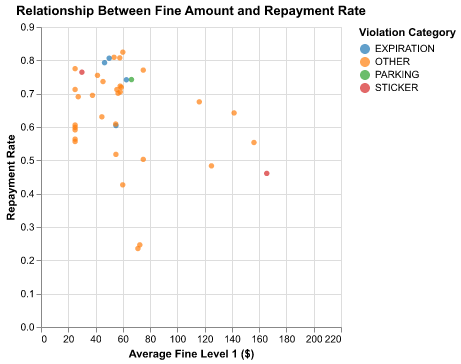 Relationship Between Fine Amount and Repayment Rate
Violation Category
EXPIRATION
OTHER
PARKING
STICKER
Repayment Rate
0.9
0.8
0.7
0.6
0.5
0.4
0.3
0.2
0.1
0.0
0 20 40 60 80 100 120 140 160 180 200 220
Average Fine Level 1 ($)